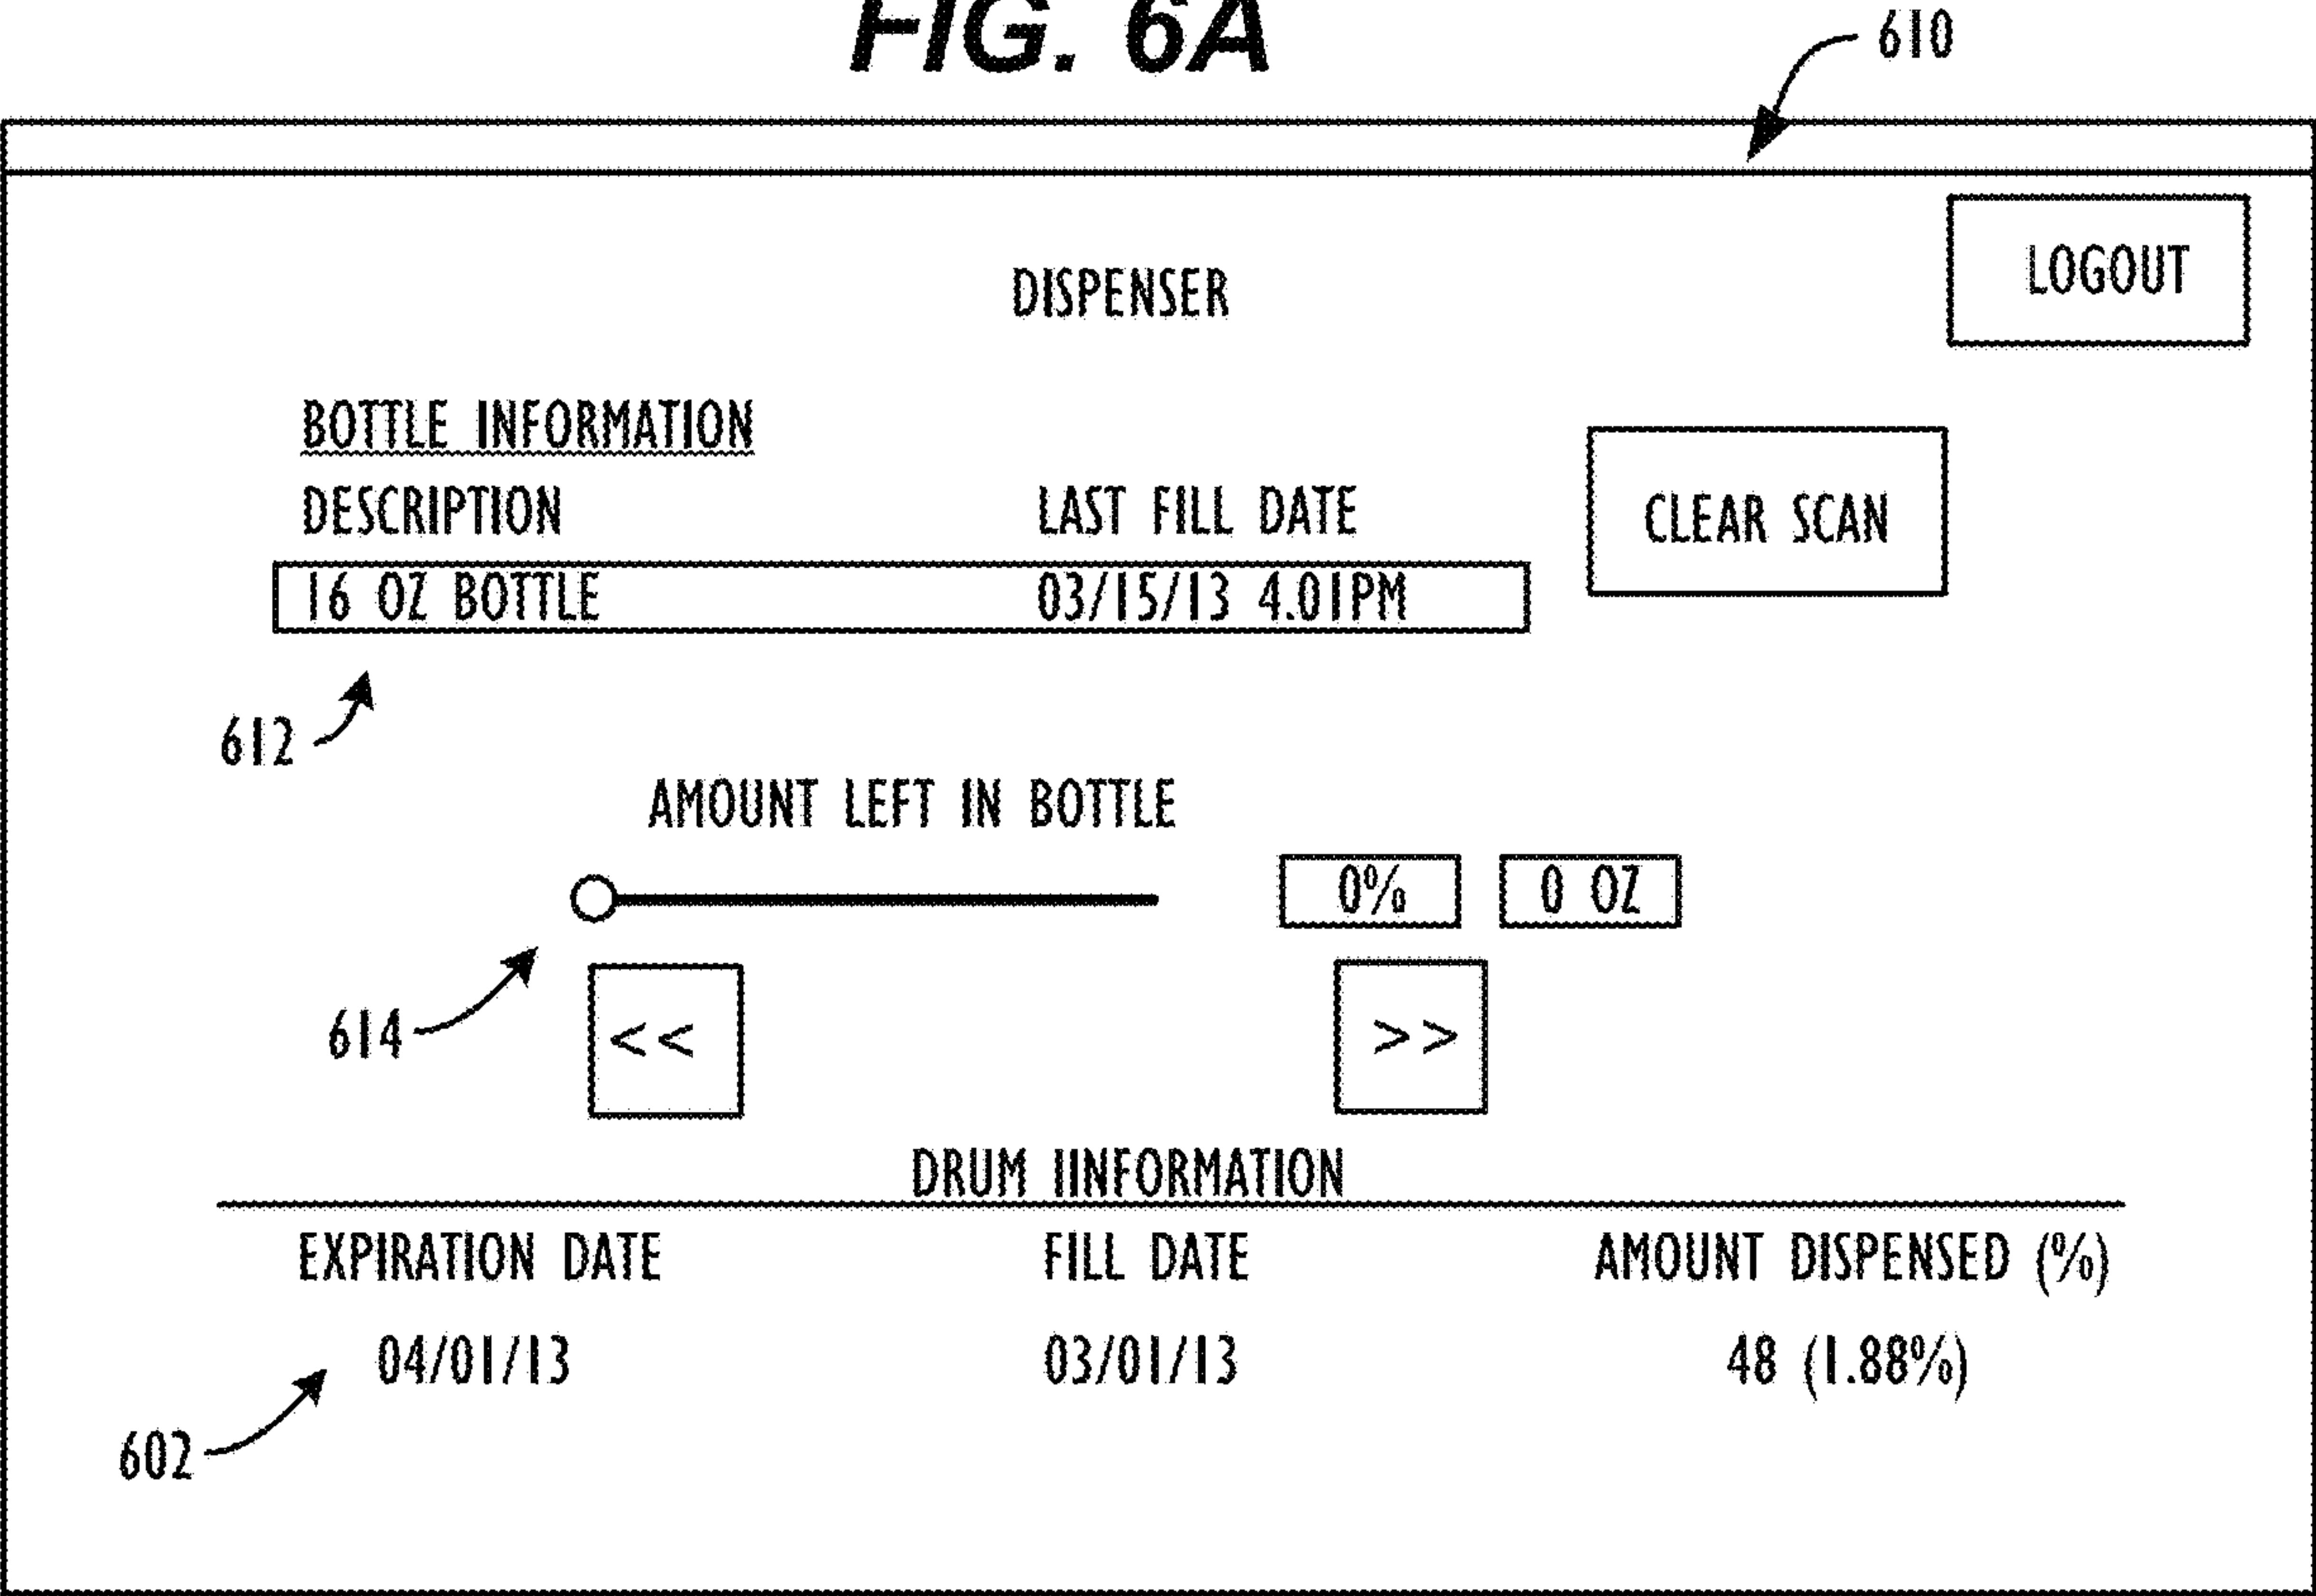 FIG. 6A
610
LOGOUT
DISPENSER
BOTTLE INFORMATION
DESCRIPTION LAST FILL DATE
CLEAR SCAN
16 OZ BOTTLE 03/15/13 4.01PM
612
AMOUNT LEFT IN BOTTLE
0% 0 OZ
614
<< >>
DRUM IINFORMATION
EXPIRATION DATE FILL DATE AMOUNT DISPENSED (%)
04/01/13 03/01/13 48 (1.88%)
602